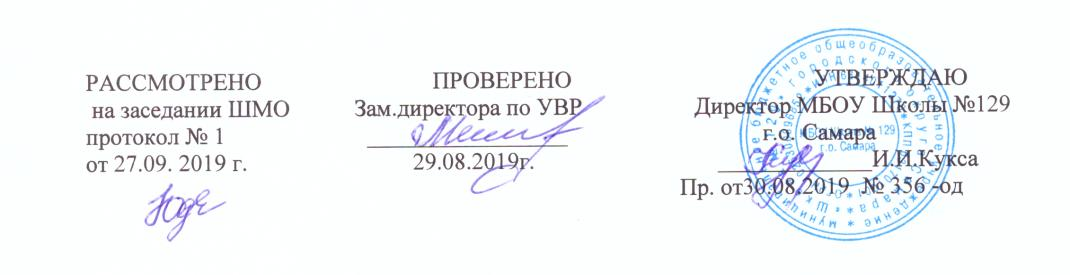 РАССМОТРЕНО
на заседании ШМО
протокол № 1
от 27.09. 2019 г.
ПРОВЕРЕНО
Зам.директора по УВР
29.08.2019г.
УТВЕРЖДАЮ
Директор МБОУ Школы №129
г.о. Самара
И.И.Кукса
Пр. от30.08.2019 № 356 -од